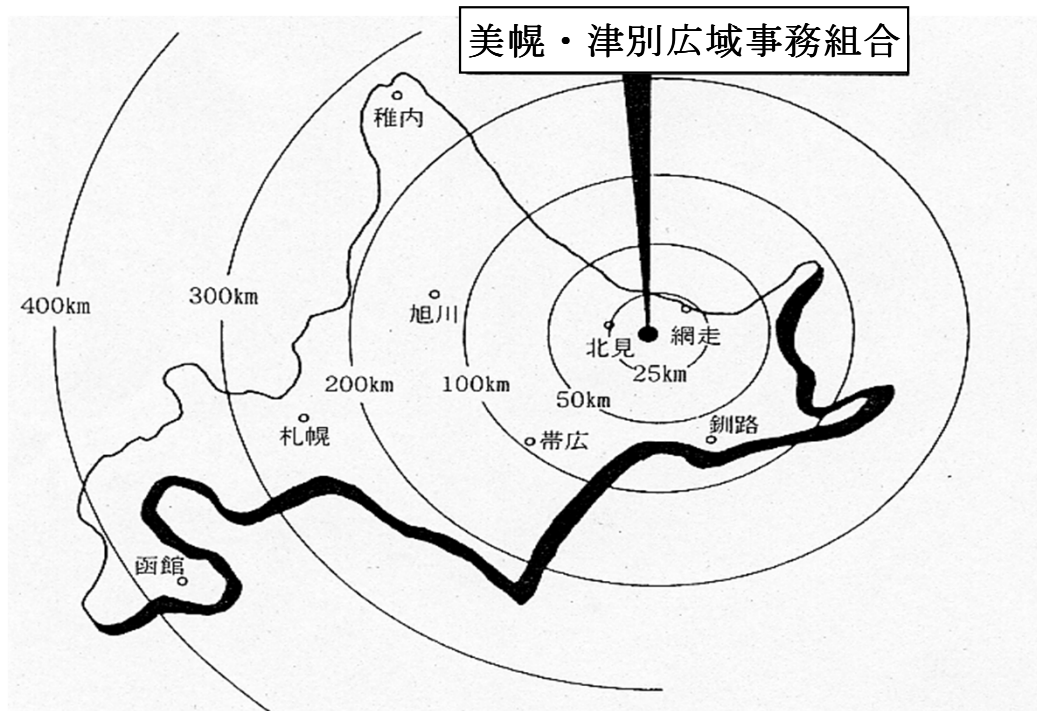 美幌・津別広域事務組合
稚内
400km
300km
旭川
北見
網走
25km
200km
100km
50km
札幌
帯広
釧路
函館